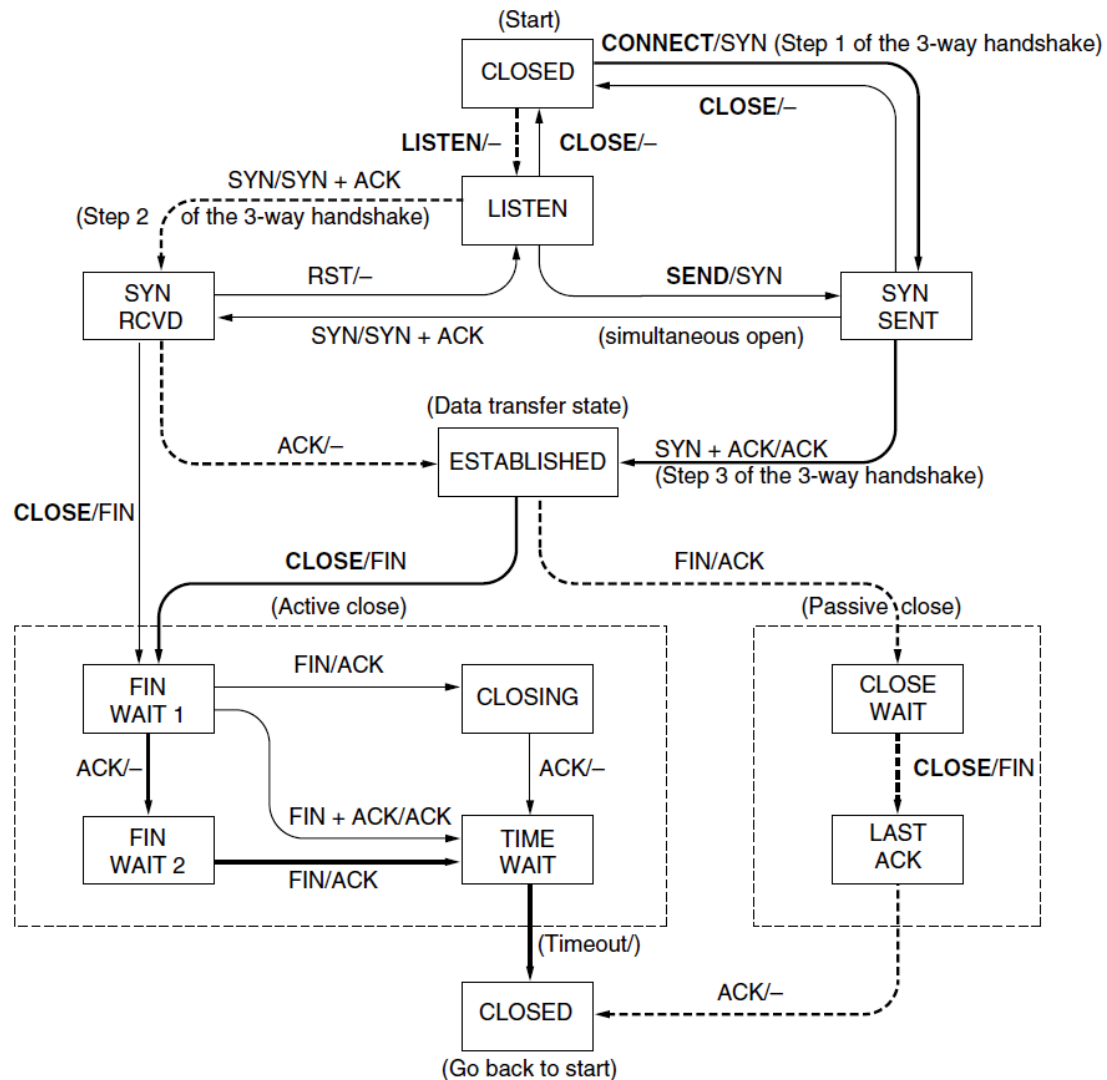 (Start)
CONNECT/SYN (Step 1 of the 3-way handshake)
CLOSED
CLOSE/–
LISTEN/–
CLOSE/–
SYN/SYN + ACK
(Step 2 of the 3-way handshake)
LISTEN
RST/–
SEND/SYN
SYN
RCVD
SYN
SENT
SYN/SYN + ACK
(simultaneous open)
(Data transfer state)
ACK/–
ESTABLISHED
SYN + ACK/ACK
(Step 3 of the 3-way handshake)
CLOSE/FIN
CLOSE/FIN
FIN/ACK
(Active close)
(Passive close)
FIN/ACK
FIN
WAIT 1
CLOSING
CLOSE
WAIT
ACK/–
ACK/–
CLOSE/FIN
FIN + ACK/ACK
FIN
WAIT 2
TIME
WAIT
LAST
ACK
FIN/ACK
(Timeout/)
ACK/–
CLOSED
(Go back to start)